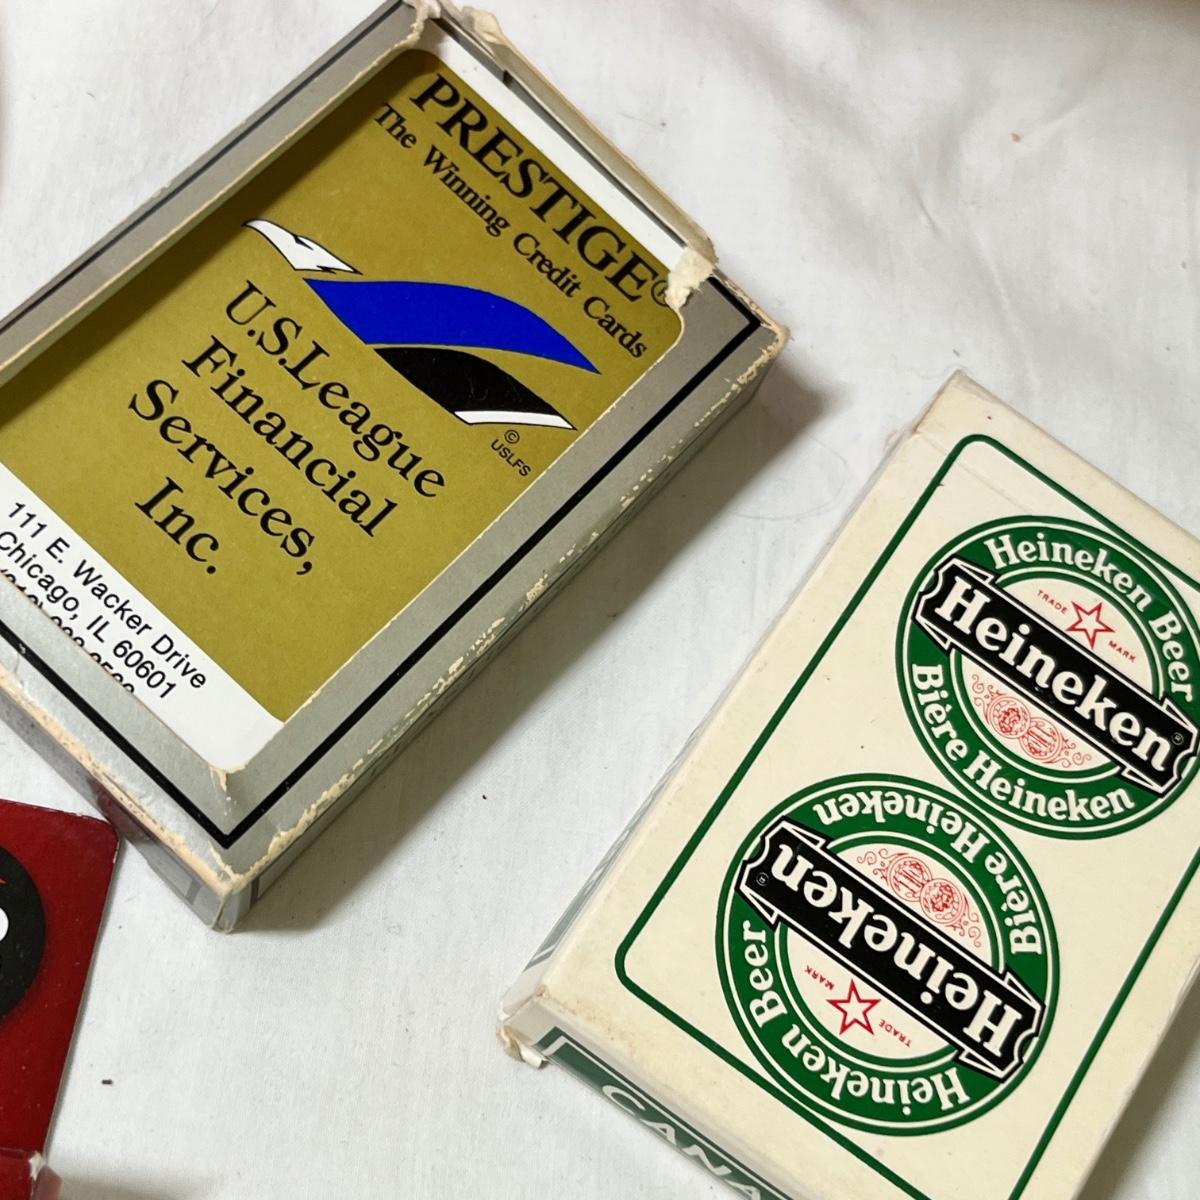 PRESTIGE®
The Winning Credit Cards
© USLFS
U.S.League
Financial
Services,
Inc.
111 E. Wacker Drive
Chicago, IL 60601
Heineken Beer
TRADE MARK
Heineken®
Bière Heineken
Bière Heineken
Heineken®
TRADE MARK
Heineken Beer